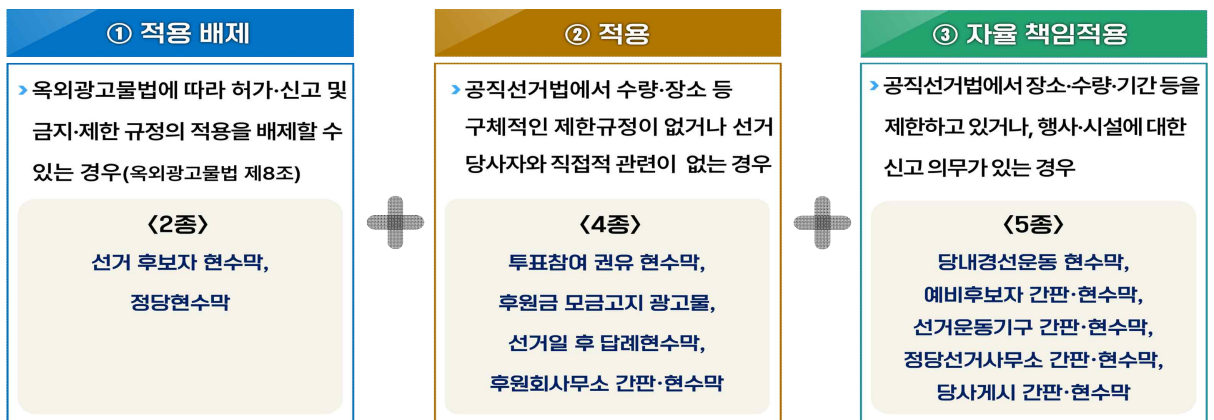 ① 적용 배제
› 옥외광고물법에 따라 허가·신고 및
금지·제한 규정의 적용을 배제할 수
있는 경우(옥외광고물법 제8조)
〈2종〉
선거 후보자 현수막,
정당현수막
② 적용
› 공직선거법에서 수량·장소 등
구체적인 제한규정이 없거나 선거
당사자와 직접적 관련이 없는 경우
〈4종〉
투표참여 권유 현수막,
후원금 모금고지 광고물,
선거일 후 답례현수막,
후원회사무소 간판·현수막
③ 자율 책임적용
› 공직선거법에서 장소·수량·기간 등을
제한하고 있거나, 행사·시설에 대한
신고 의무가 있는 경우
〈5종〉
당내경선운동 현수막,
예비후보자 간판·현수막,
선거운동기구 간판·현수막,
정당선거사무소 간판·현수막,
당사게시 간판·현수막